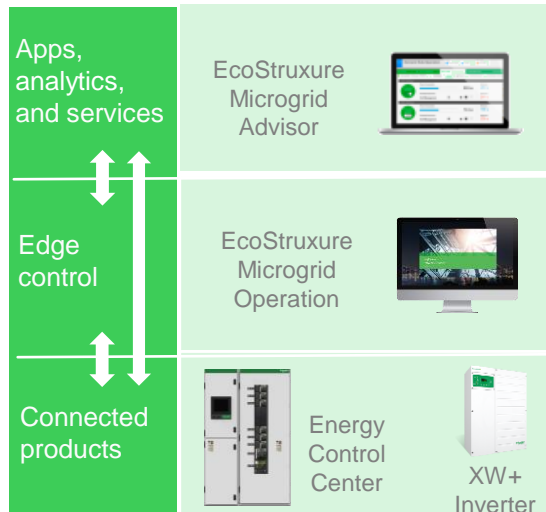 Apps,
analytics,
and services
EcoStruxure
Microgrid
Advisor
Edge
control
EcoStruxure
Microgrid
Operation
Connected
products
Energy
Control
Center
XW+
Inverter